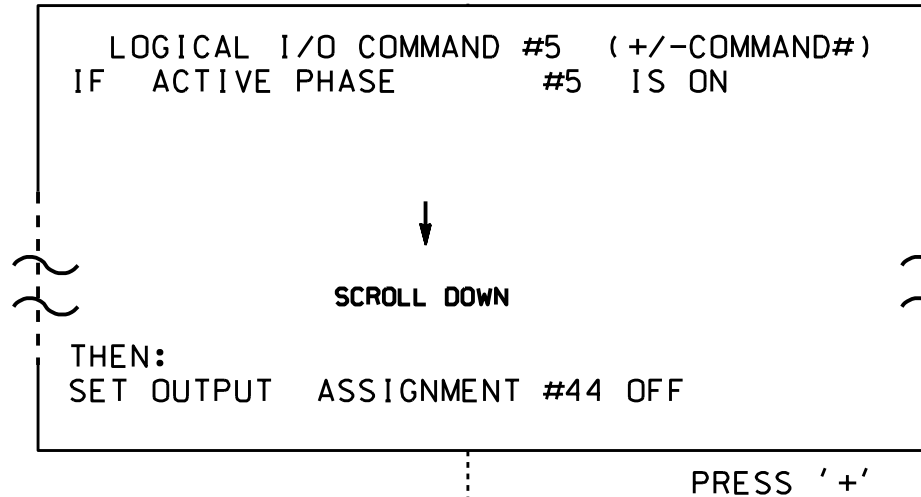 LOGICAL I/O COMMAND #5 (+/-COMMAND#)
IF ACTIVE PHASE #5 IS ON
SCROLL DOWN
THEN:
SET OUTPUT ASSIGNMENT #44 OFF
PRESS '+'